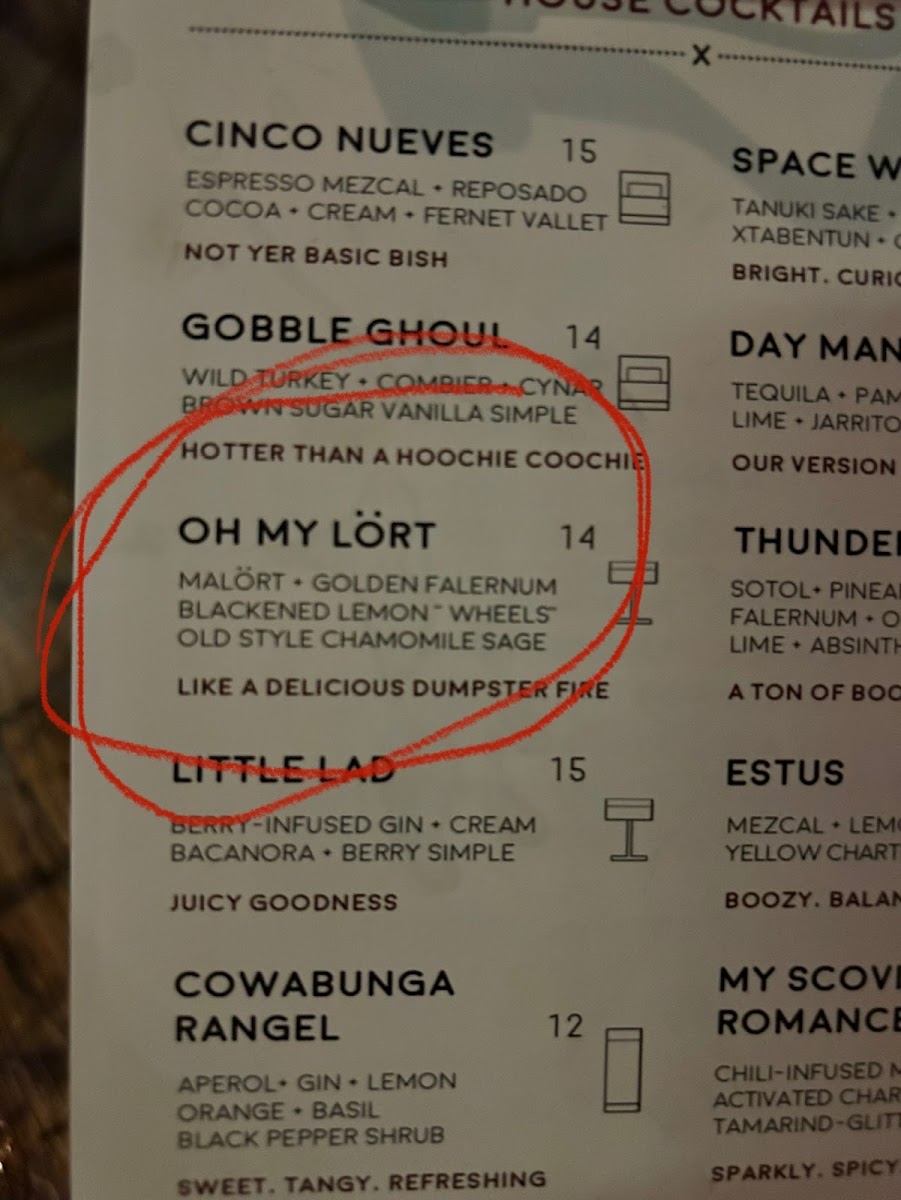 HOUSE COCKTAILS
X
CINCO NUEVES 15
ESPRESSO MEZCAL + REPOSADO
COCOA + CREAM + FERNET VALLET
NOT YER BASIC BISH
GOBBLE GHOUL 14
WILD TURKEY + COMBIER + CYNAR
BROWN SUGAR VANILLA SIMPLE
HOTTER THAN A HOOCHIE COOCHIE
OH MY LÖRT 14
MALÖRT + GOLDEN FALERNUM
BLACKENED LEMON "WHEELS"
OLD STYLE CHAMOMILE SAGE
LIKE A DELICIOUS DUMPSTER FIRE
LITTLE LAD 15
BERRY-INFUSED GIN + CREAM
BACANORA + BERRY SIMPLE
JUICY GOODNESS
COWABUNGA
RANGEL 12
APEROL+ GIN + LEMON
ORANGE + BASIL
BLACK PEPPER SHRUB
SWEET. TANGY. REFRESHING
SPACE
TANUKI SAKE +
XTABENTUN +
BRIGHT.
DAY MAN
TEQUILA +
LIME +
OUR VERSION
SOTOL+
FALERNUM +
LIME +
A TON OF
ESTUS
MEZCAL +
YELLOW
BOOZY.
MY
ROMANCE
CHILI-INFUSED
ACTIVATED
SPARKLY. SPICY